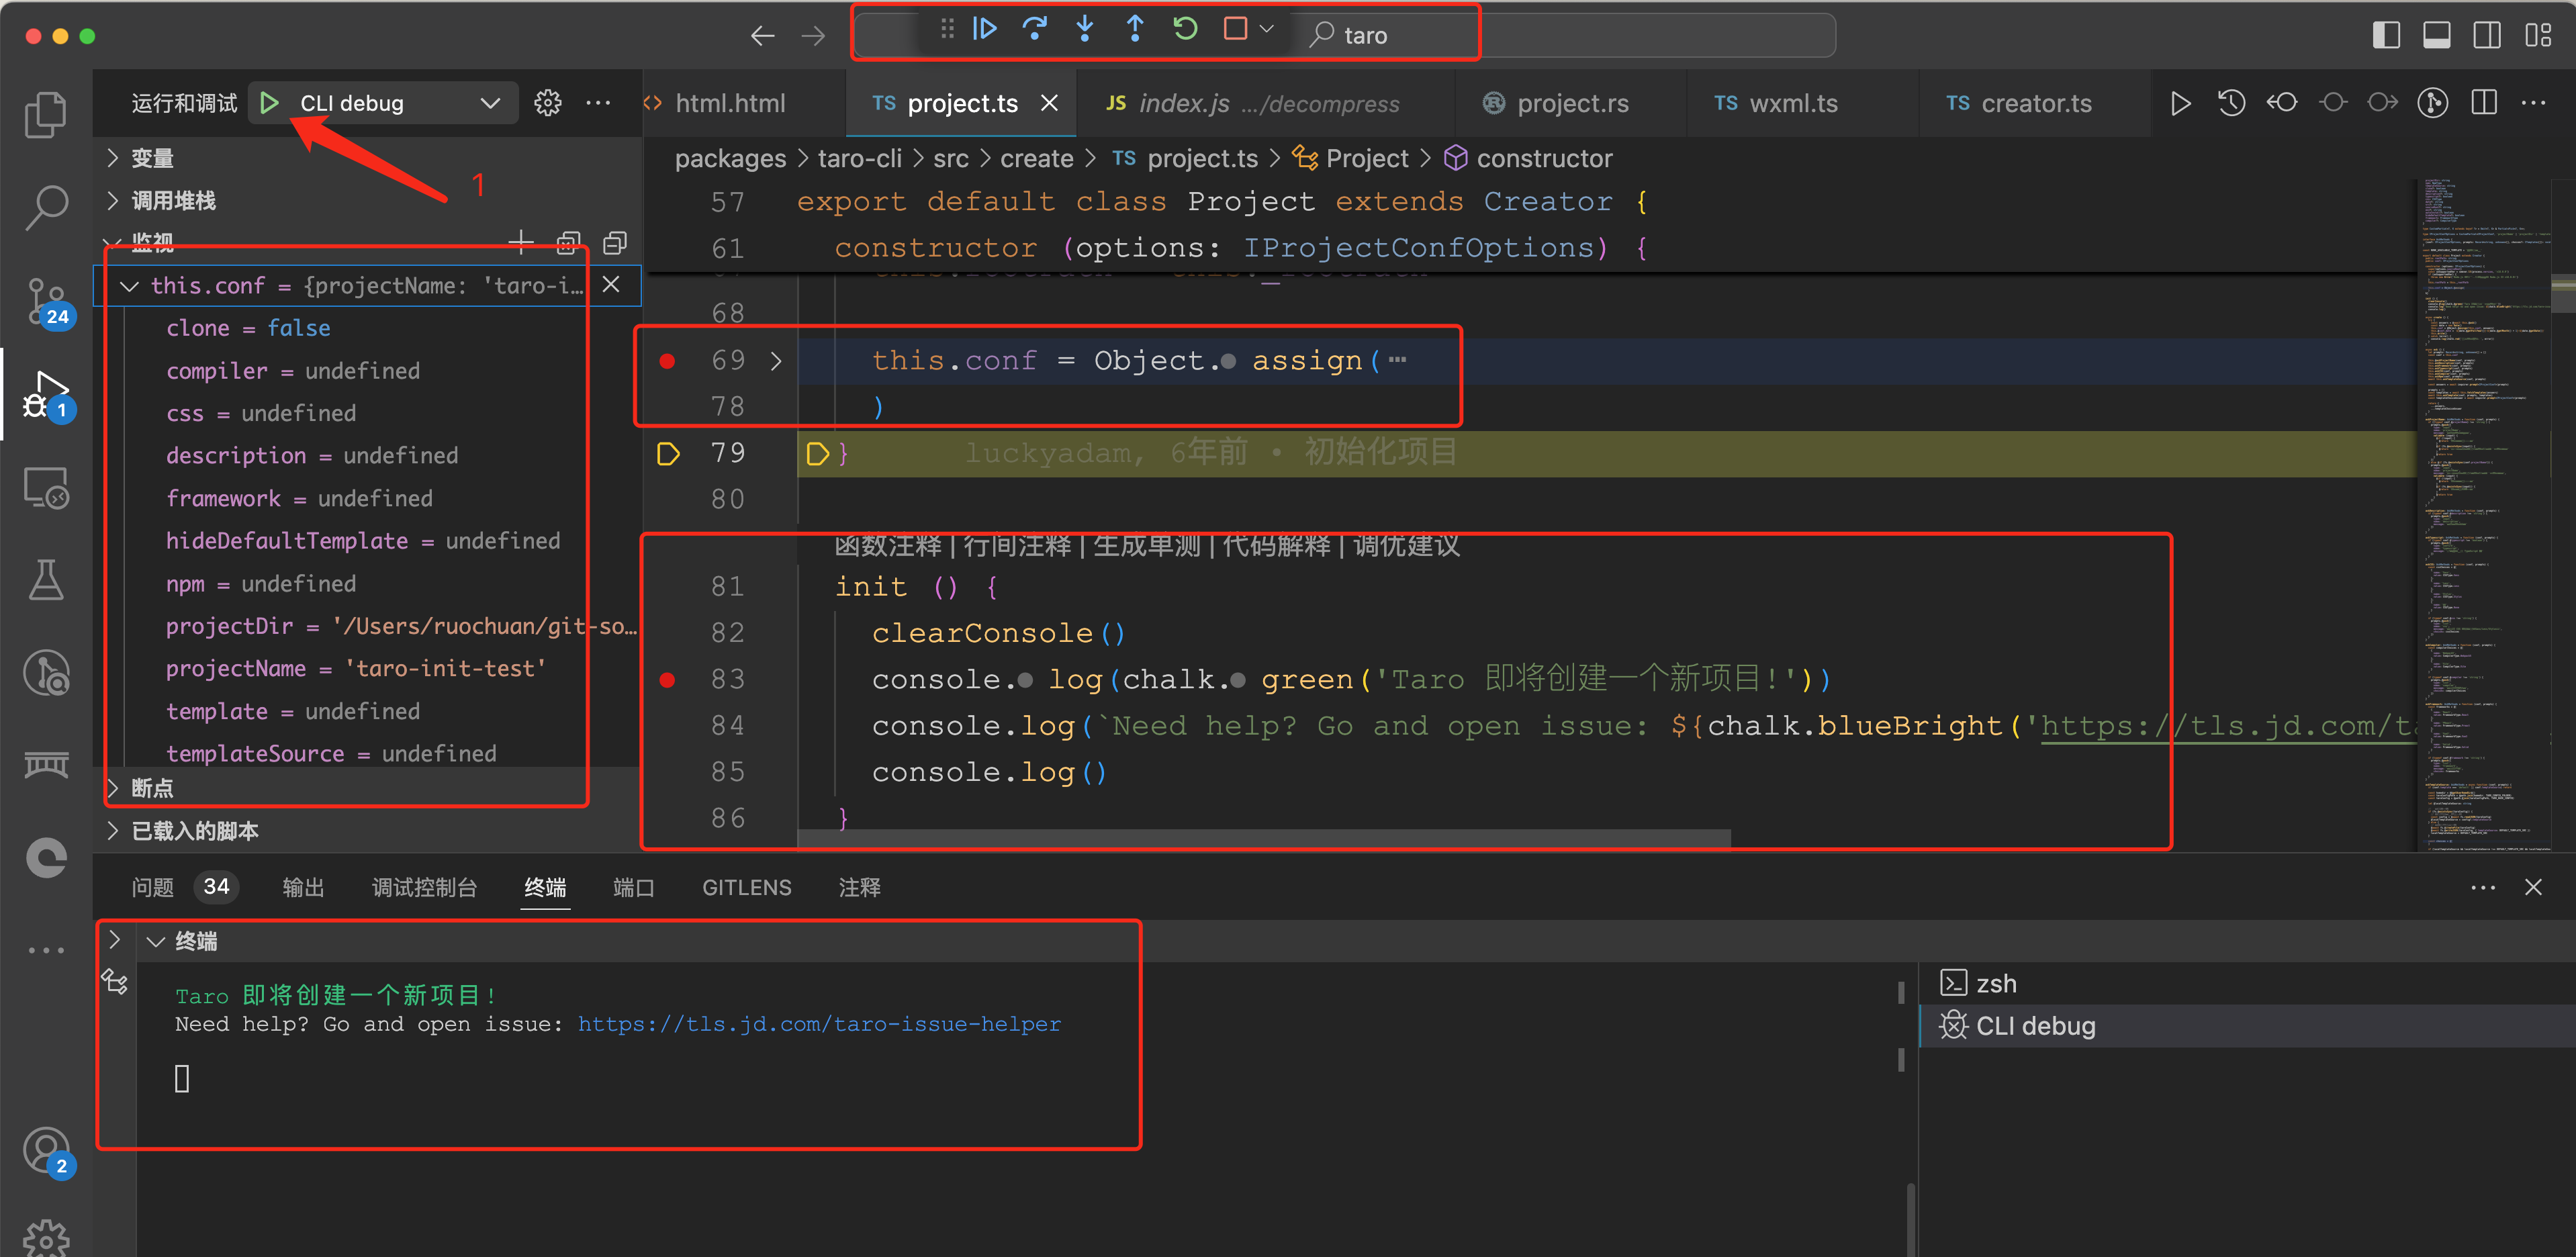 taro
运行和调试 CLI debug
1
变量
调用堆栈
监视
this.conf = {projectName: 'taro-i…
clone = false
compiler = undefined
css = undefined
description = undefined
framework = undefined
hideDefaultTemplate = undefined
npm = undefined
projectDir = '/Users/ruochuan/git-so…
projectName = 'taro-init-test'
template = undefined
templateSource = undefined
断点
已载入的脚本
24
1
2
html.html
TS project.ts
JS index.js …/decompress
project.rs
TS wxml.ts
TS creator.ts
packages > taro-cli > src > create > TS project.ts > Project > constructor
57 export default class Project extends Creator {
61 constructor (options: IProjectConfOptions) {
68
69 this.conf = Object. assign(…
78 )
79 } luckyadam, 6年前 • 初始化项目
80
函数注释 | 行间注释 | 生成单测 | 代码解释 | 调优建议
81 init () {
82 clearConsole()
83 console. log(chalk. green('Taro 即将创建一个新项目!'))
84 console.log(`Need help? Go and open issue: ${chalk.blueBright('https://tls.jd.com/ta
85 console.log()
86 }
问题 34 输出 调试控制台 终端 端口 GITLENS 注释
终端
Taro 即将创建一个新项目!
Need help? Go and open issue: https://tls.jd.com/taro-issue-helper
zsh
CLI debug